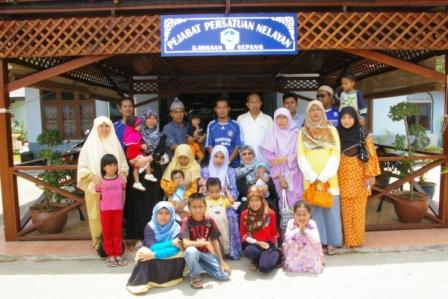 PEJABAT PERSATUAN NELAYAN
KAWASAN SEPANG